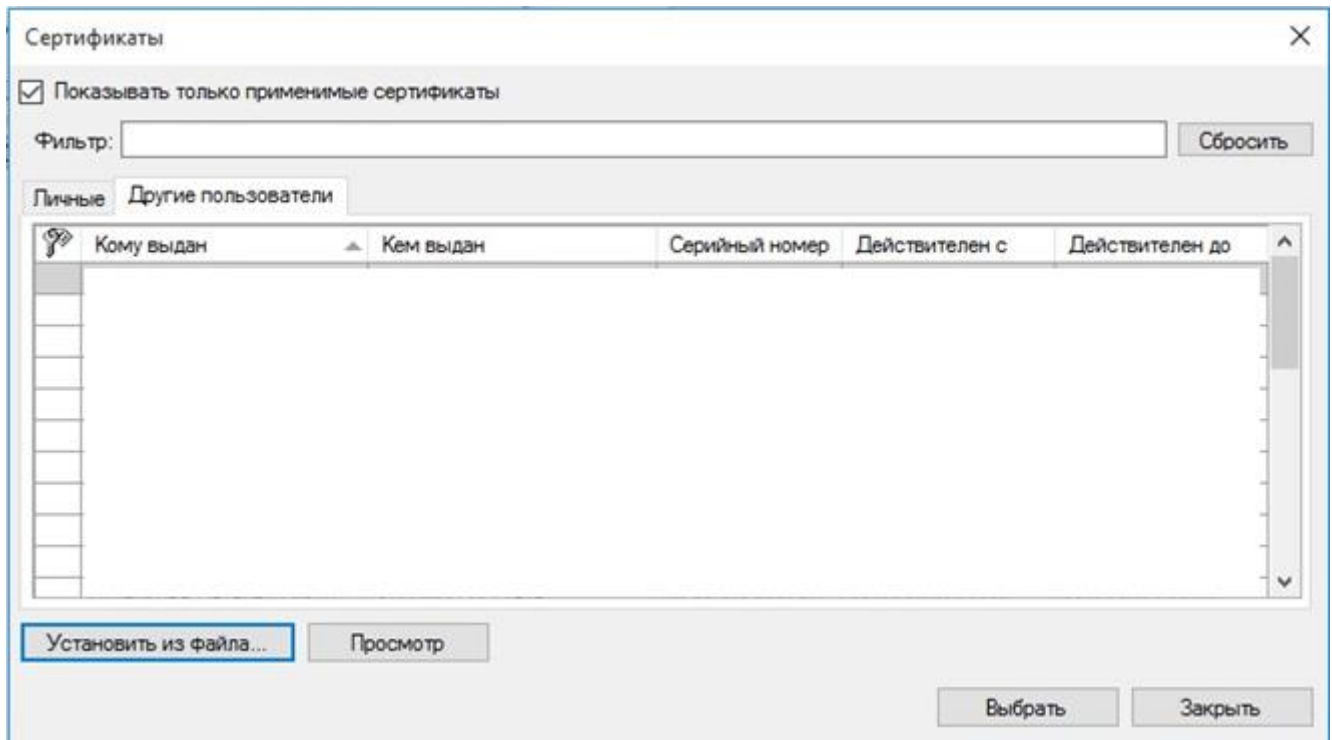 Сертификаты
Показывать только применимые сертификаты
Фильтр: Сбросить
Личные Другие пользователи
Кому выдан Кем выдан Серийный номер Действителен с Действителен до
Установить из файла... Просмотр
Выбрать Закрыть